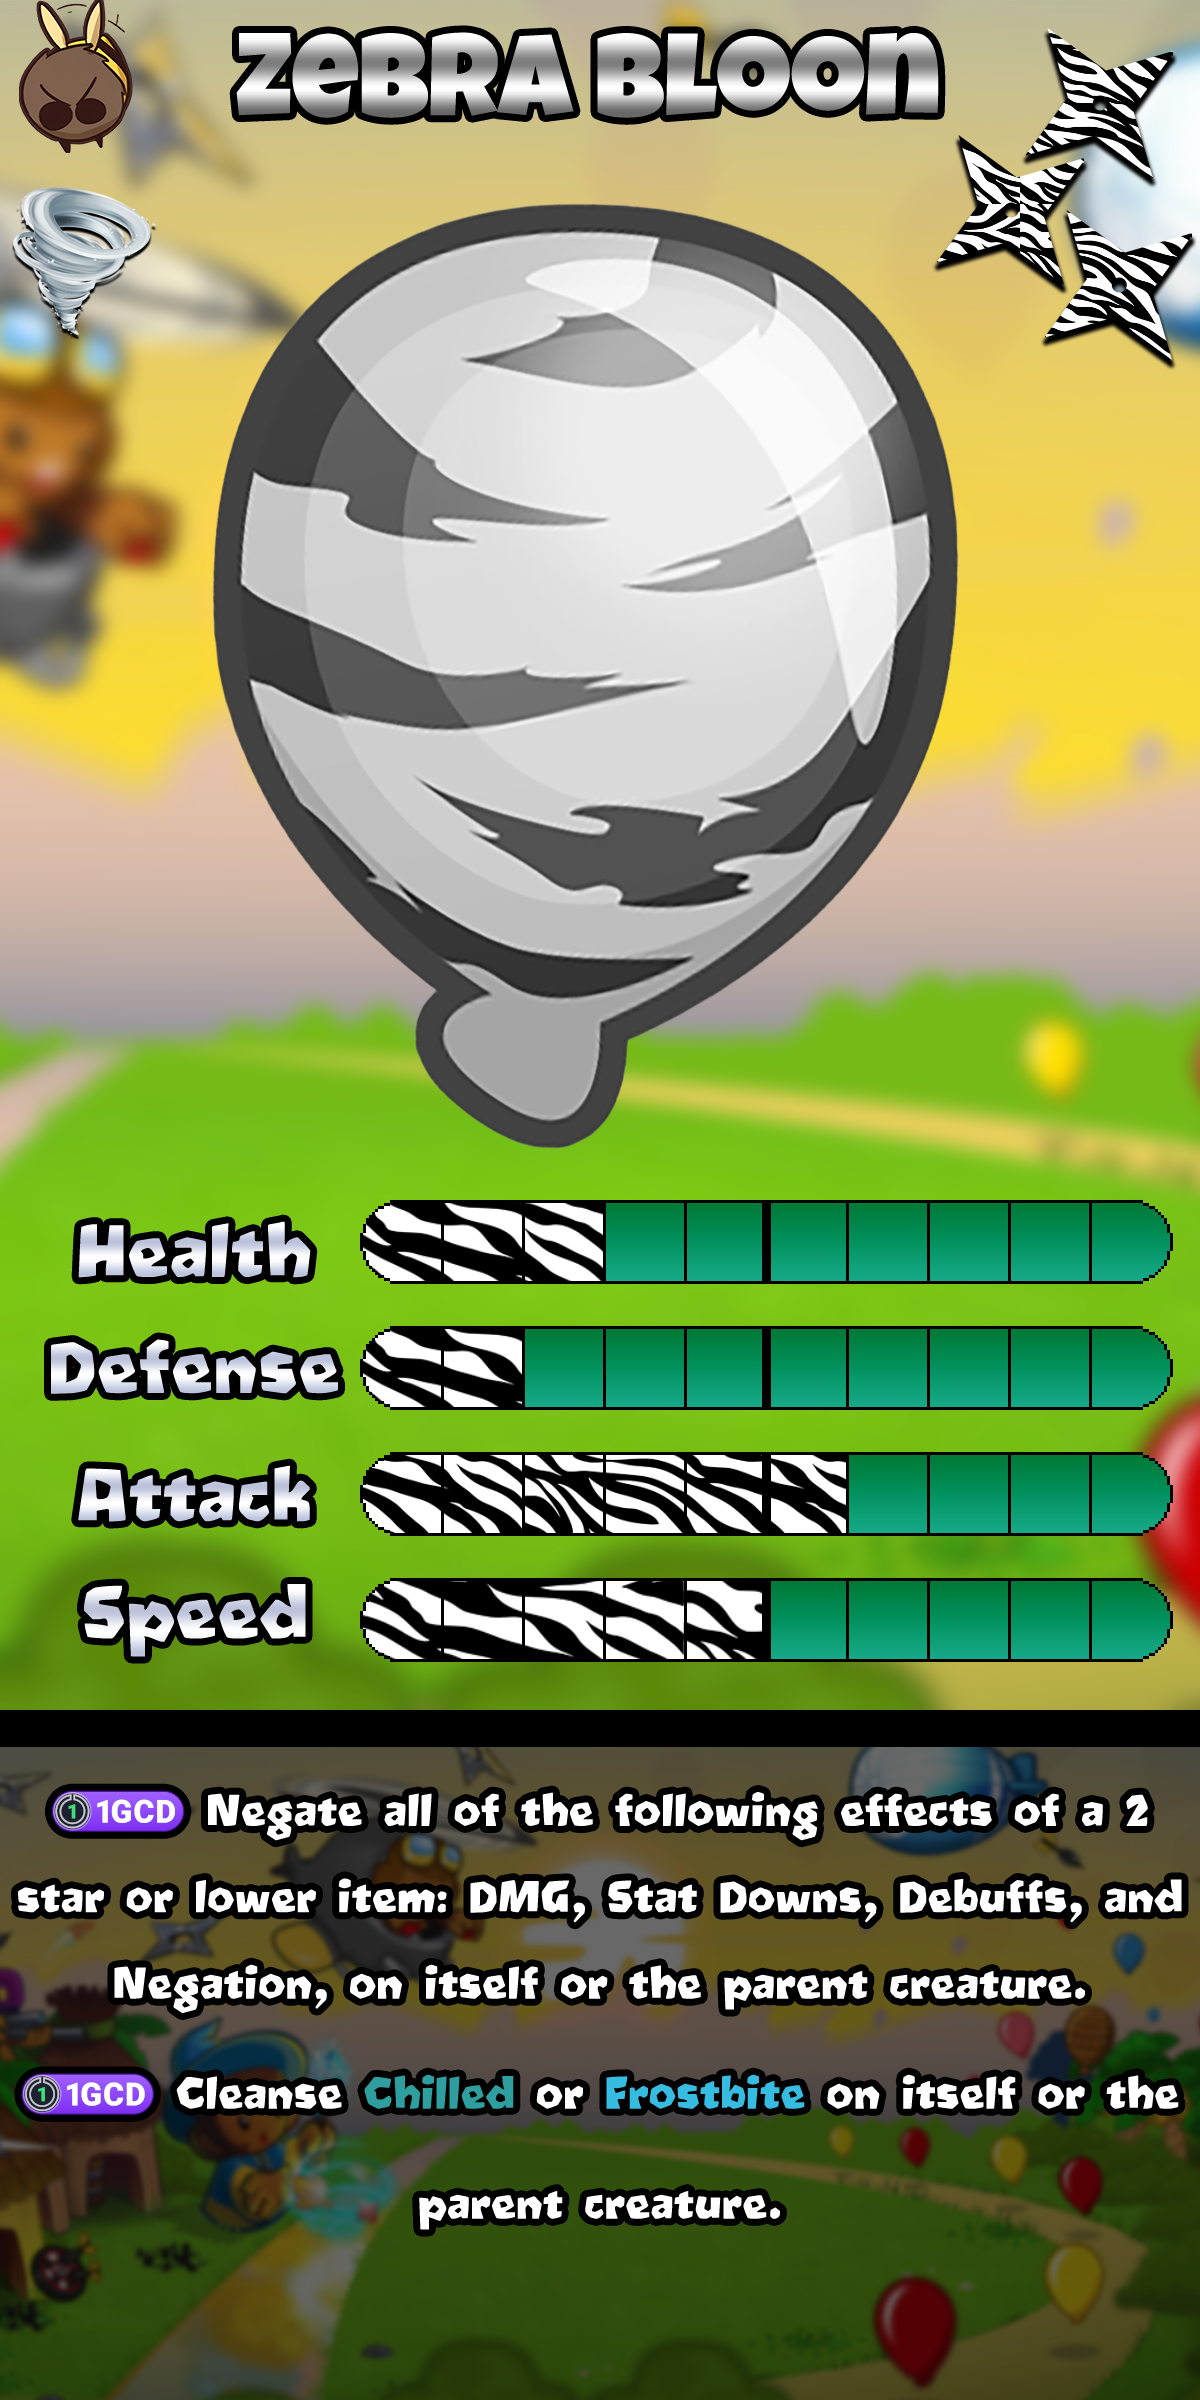 Zebra Bloon
Health
Defense
Attack
Speed
1 1GCD Negate all of the following effects of a 2
star or lower item: DMG, Stat Downs, Debuffs, and
Negation, on itself or the parent creature.
1 1GCD Cleanse Chilled or Frostbite on itself or the
parent creature.